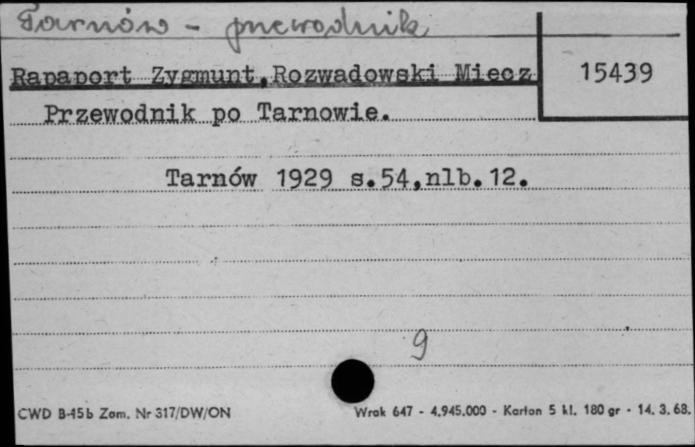 Tarnów - przewodnik
Rapaport Zygmunt,Rozwadowski Miecz
15439
Przewodnik po Tarnowie.
Tarnów 1929 s.54,nlb.12.
9
CWD B-45b Zam. Nr 317/DW/ON
Wrak 647 - 4.945.000 - Karton 5 kl. 180 gr - 14. 3. 68.